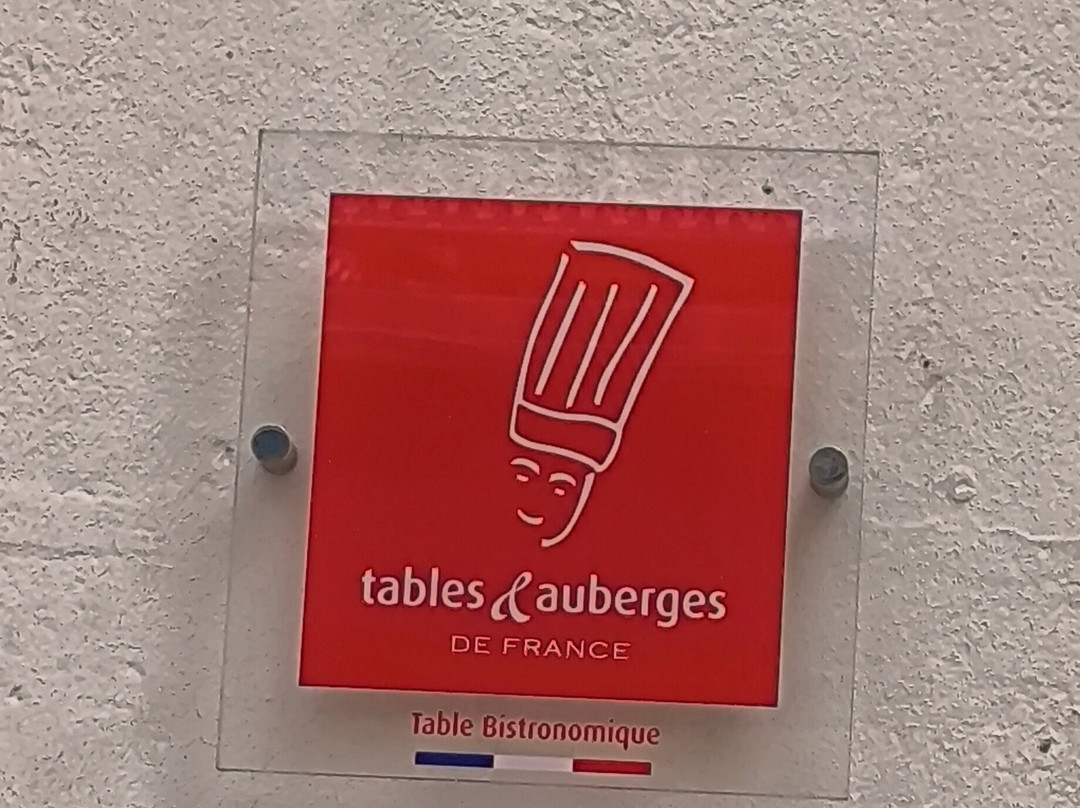 tables & auberges
DE FRANCE
Table Bistronomique